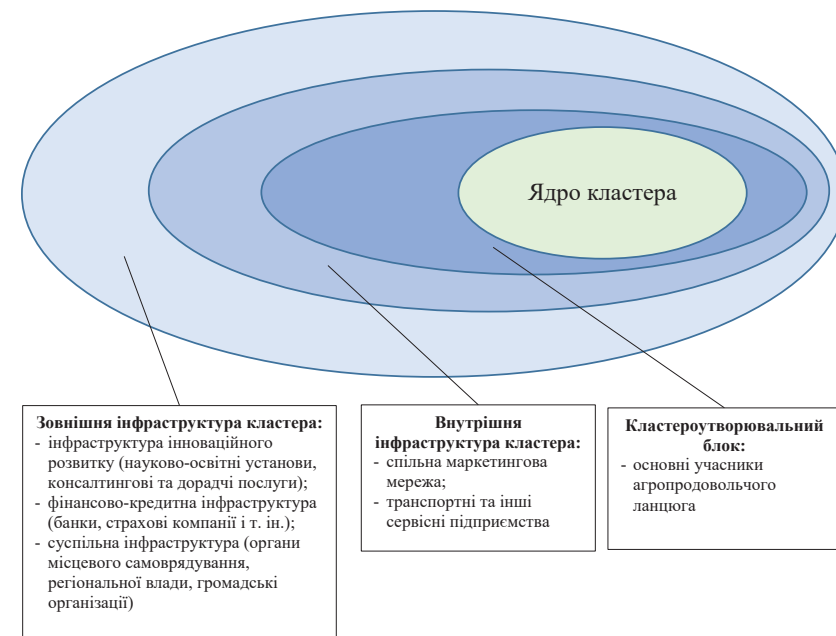 Ядро кластера
Зовнішня інфраструктура кластера:
- інфраструктура інноваційного
розвитку (науково-освітні установи,
консалтингові та дорадчі послуги);
- фінансово-кредитна інфраструктура
(банки, страхові компанії і т. ін.);
- суспільна інфраструктура (органи
місцевого самоврядування,
регіональної влади, громадські
організації)
Внутрішня
інфраструктура кластера:
- спільна маркетингова
мережа;
- транспортні та інші
сервісні підприємства
Кластероутворювальний
блок:
- основні учасники
агропродовольчого
ланцюга